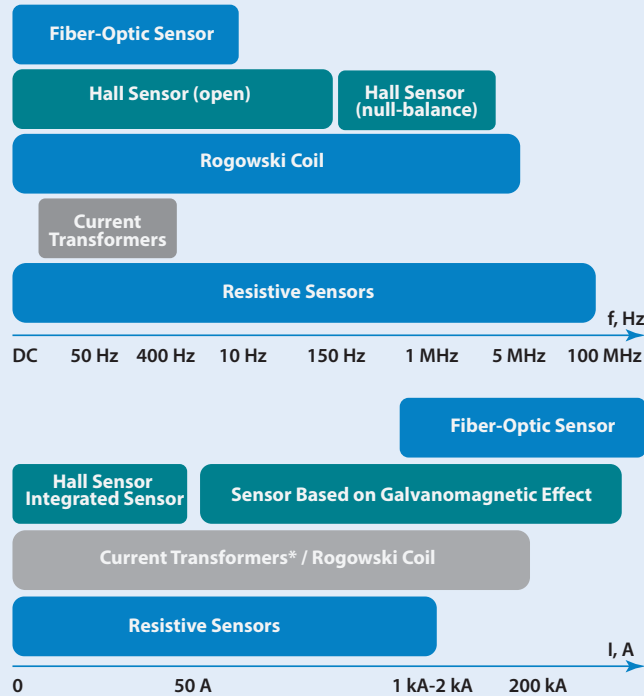 Fiber-Optic Sensor
Hall Sensor (open)
Hall Sensor
(null-balance)
Rogowski Coil
Current
Transformers
Resistive Sensors
f, Hz
DC 50 Hz 400 Hz 10 Hz 150 Hz 1 MHz 5 MHz 100 MHz
Fiber-Optic Sensor
Hall Sensor
Integrated Sensor
Sensor Based on Galvanomagnetic Effect
Current Transformers* / Rogowski Coil
Resistive Sensors
I, A
0 50 A 1 kA-2 kA 200 kA